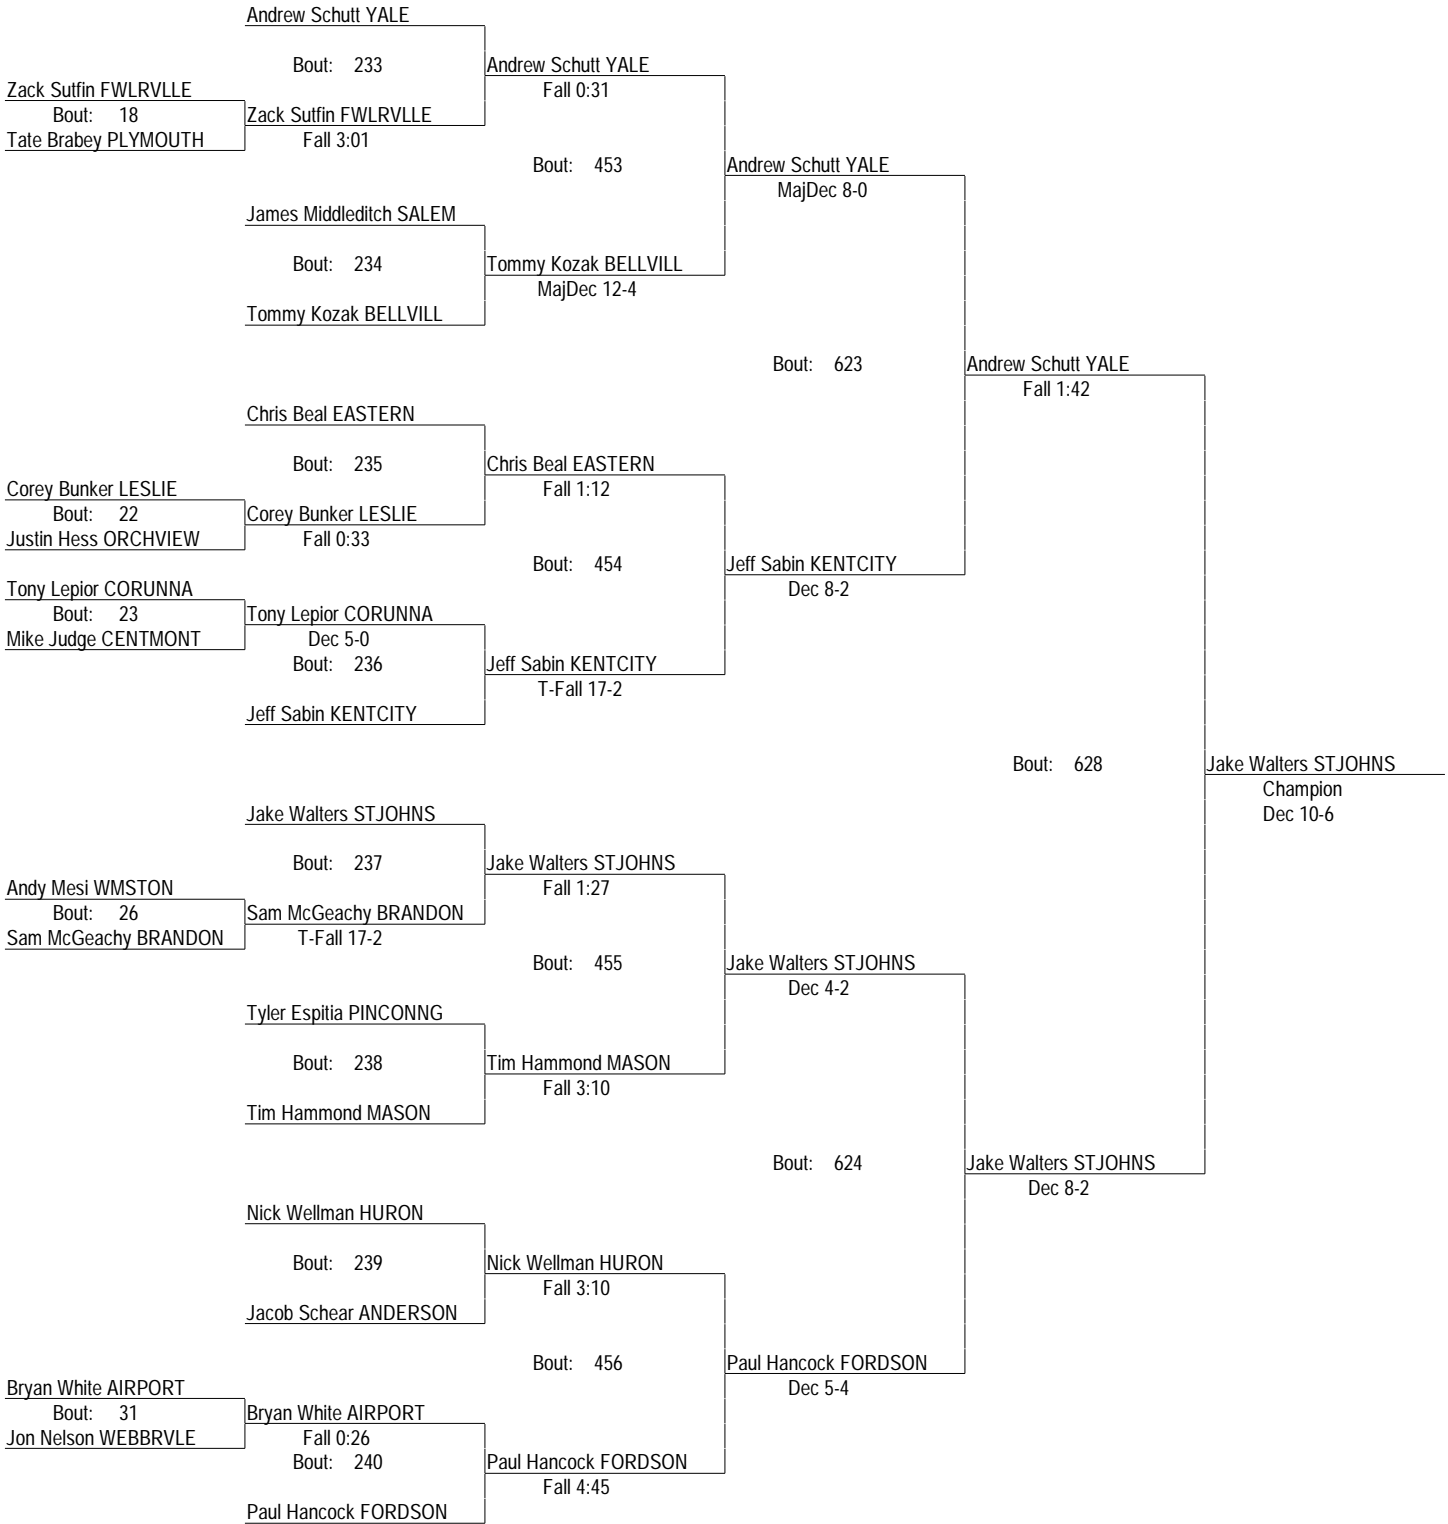 Andrew Schutt YALE
Bout: 233
Andrew Schutt YALE
Zack Sutfin FWLRVLLE
Fall 0:31
Bout: 18
Zack Sutfin FWLRVLLE
Tate Brabey PLYMOUTH
Fall 3:01
Bout: 453
Andrew Schutt YALE
MajDec 8-0
James Middleditch SALEM
Bout: 234
Tommy Kozak BELLVILL
MajDec 12-4
Tommy Kozak BELLVILL
Bout: 623
Andrew Schutt YALE
Fall 1:42
Chris Beal EASTERN
Bout: 235
Chris Beal EASTERN
Corey Bunker LESLIE
Fall 1:12
Bout: 22
Corey Bunker LESLIE
Justin Hess ORCHVIEW
Fall 0:33
Bout: 454
Jeff Sabin KENTCITY
Dec 8-2
Tony Lepior CORUNNA
Bout: 23
Tony Lepior CORUNNA
Mike Judge CENTMONT
Dec 5-0
Bout: 236
Jeff Sabin KENTCITY
T-Fall 17-2
Jeff Sabin KENTCITY
Bout: 628
Jake Walters STJOHNS
Champion
Dec 10-6
Jake Walters STJOHNS
Bout: 237
Jake Walters STJOHNS
Andy Mesi WMSTON
Fall 1:27
Bout: 26
Sam McGeachy BRANDON
Sam McGeachy BRANDON
T-Fall 17-2
Bout: 455
Jake Walters STJOHNS
Dec 4-2
Tyler Espitia PINCONNG
Bout: 238
Tim Hammond MASON
Fall 3:10
Tim Hammond MASON
Bout: 624
Jake Walters STJOHNS
Dec 8-2
Nick Wellman HURON
Bout: 239
Nick Wellman HURON
Fall 3:10
Jacob Schear ANDERSON
Bout: 456
Paul Hancock FORDSON
Dec 5-4
Bryan White AIRPORT
Bout: 31
Bryan White AIRPORT
Jon Nelson WEBBRVLE
Fall 0:26
Bout: 240
Paul Hancock FORDSON
Fall 4:45
Paul Hancock FORDSON